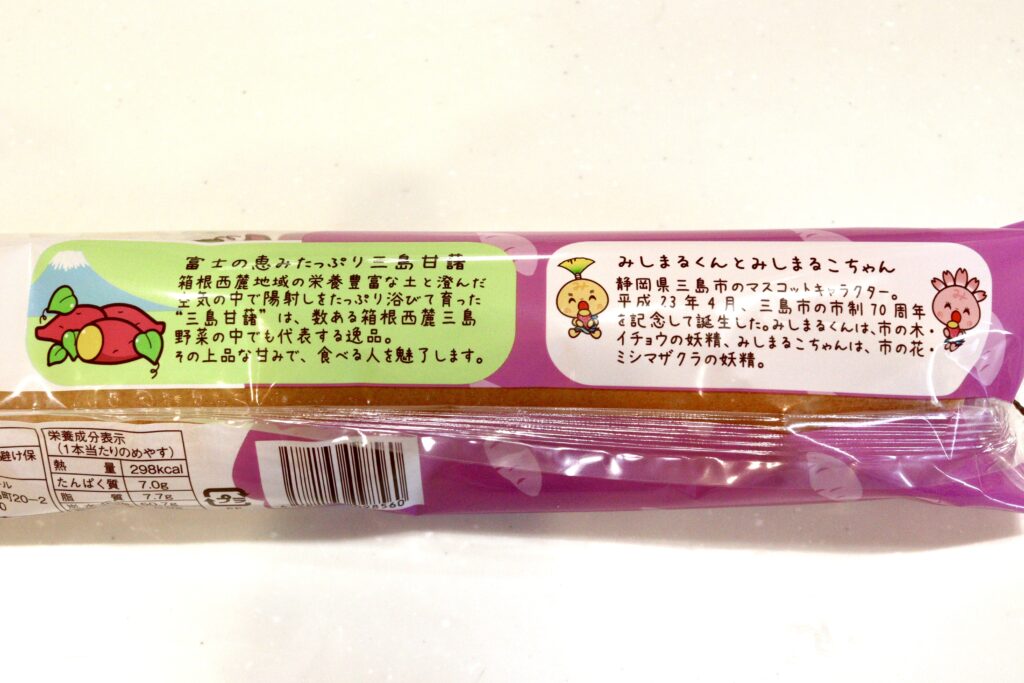 富士の恵みたっぷり三島甘藷
箱根西麓地域の栄養豊富な土と澄んだ
空気の中で陽射しをたっぷり浴びて育った
“三島甘藷”は、数ある箱根西麓三島
野菜の中でも代表する逸品。
その上品な甘みで、食べる人を魅了します。
みしまるくんとみしまるこちゃん
静岡県三島市のマスコットキャラクター。
平成23年4月、三島市の市制70周年
を記念して誕生した。みしまるくんは、市の木・
イチョウの妖精、みしまるこちゃんは、市の花・
ミシマザクラの妖精。
避け保
町20-2
栄養成分表示
(1本当たりのめやす)
熱量 298kcal
たんぱく質 7.0g
脂質 7.7g
プラ